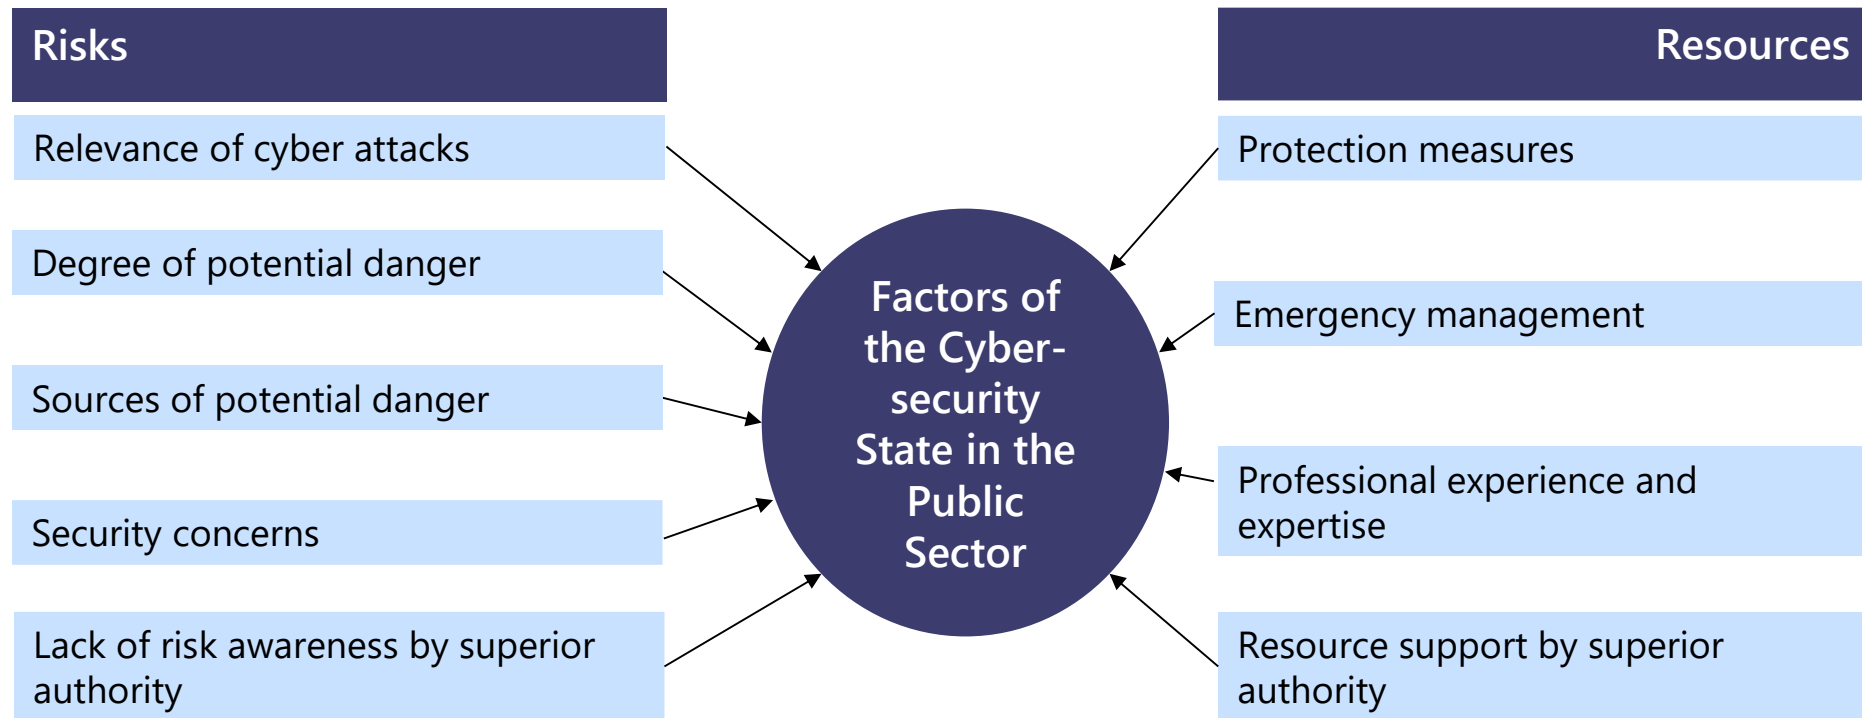 Risks
Relevance of cyber attacks
Degree of potential danger
Sources of potential danger
Security concerns
Lack of risk awareness by superior
authority
Factors of
the Cyber-
security
State in the
Public
Sector
Resources
Protection measures
Emergency management
Professional experience and
expertise
Resource support by superior
authority